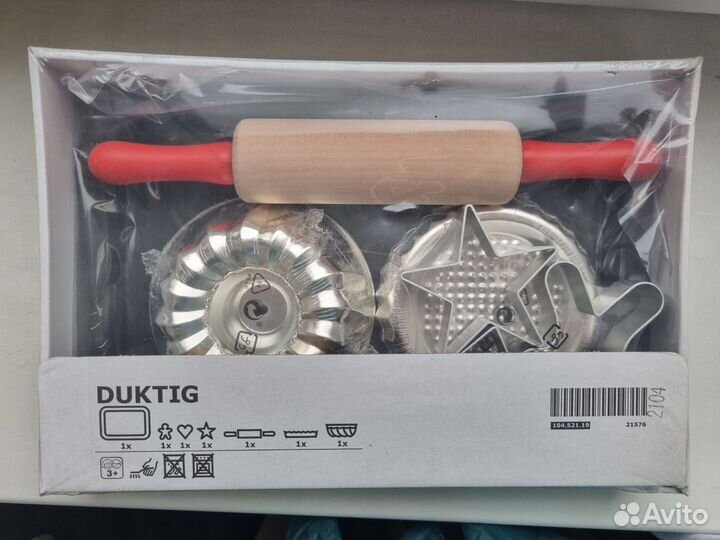 DUKTIG
1x 1x 1x 1x 1x 1x 1x
3+
104.521.19 21576
2104
Avito